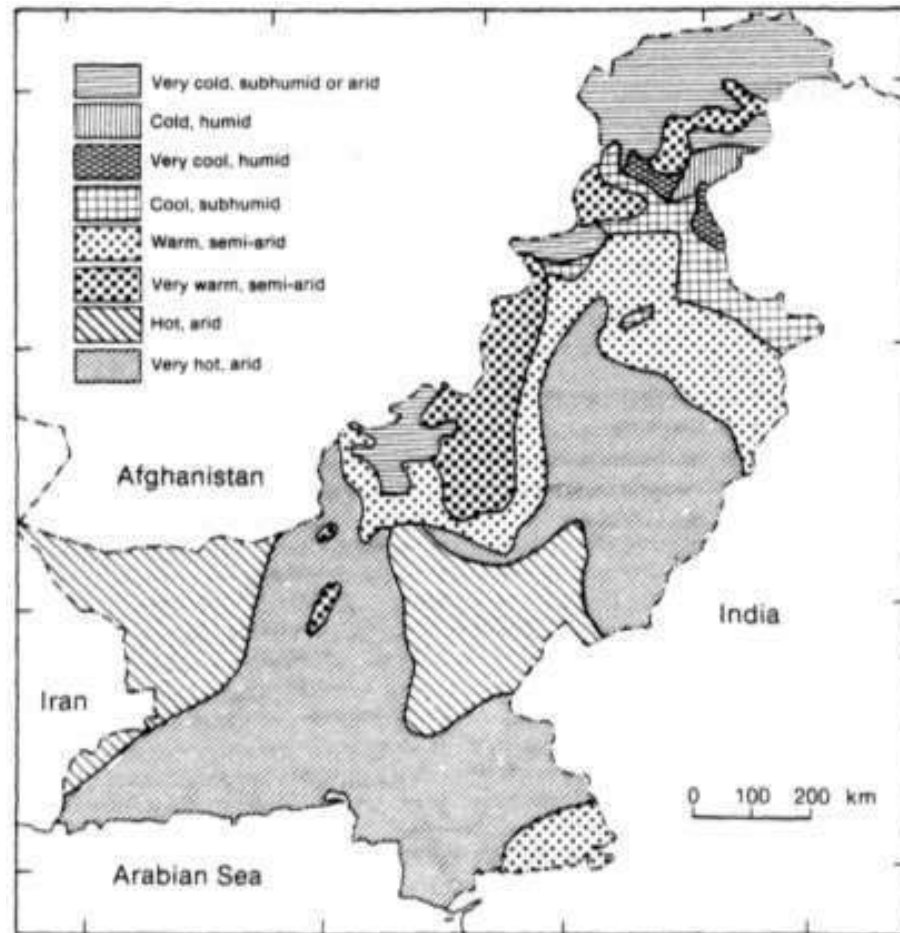 Very cold, subhumid or arid
Cold, humid
Very cool, humid
Cool, subhumid
Warm, semi-arid
Very warm, semi-arid
Hot, arid
Very hot, arid
Afghanistan
India
Iran
0 100 200 km
Arabian Sea